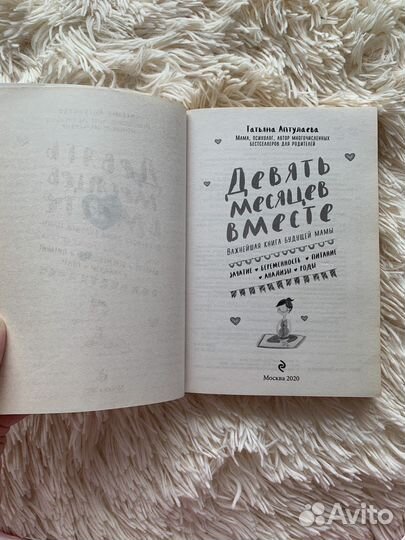 Татьяна Аптулаева
Мама, психолог, автор многочисленных
бестселлеров для родителей
Девять
месяцев
вместе
Важнейшая книга будущей мамы
зачатие ♥ беременность ♥ питание
♥ анализы ♥ роды
Москва 2020
Avito